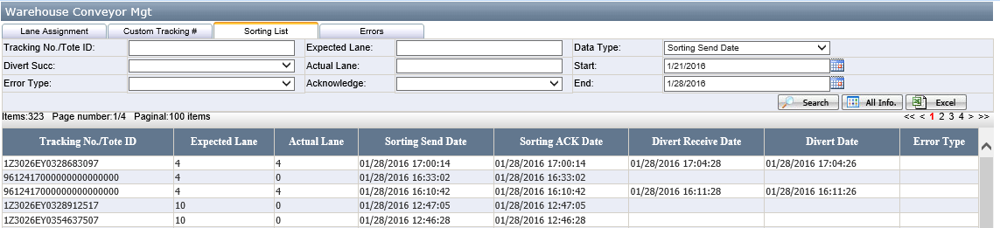 Warehouse Conveyor Mgt
Lane Assignment Custom Tracking # Sorting List Errors
Tracking No./Tote ID: Expected Lane: Data Type: Sorting Send Date
Divert Succ: Actual Lane: Start: 1/21/2016
Error Type: Acknowledge: End: 1/28/2016
Search All Info. Excel
Items:323 Page number:1/4 Paginal:100 items << < 1 2 3 4 > >>
Tracking No./Tote ID Expected Lane Actual Lane Sorting Send Date Sorting ACK Date Divert Receive Date Divert Date Error Type
1Z3026EY0328683097 4 4 01/28/2016 17:00:14 01/28/2016 17:00:14 01/28/2016 17:04:28 01/28/2016 17:04:26
9612417000000000000000 4 0 01/28/2016 16:33:02 01/28/2016 16:33:02
9612417000000000000000 4 4 01/28/2016 16:10:42 01/28/2016 16:10:42 01/28/2016 16:11:28 01/28/2016 16:11:26
1Z3026EY0328912517 10 0 01/28/2016 12:47:05 01/28/2016 12:47:05
1Z3026EY0354637507 10 0 01/28/2016 12:46:28 01/28/2016 12:46:28